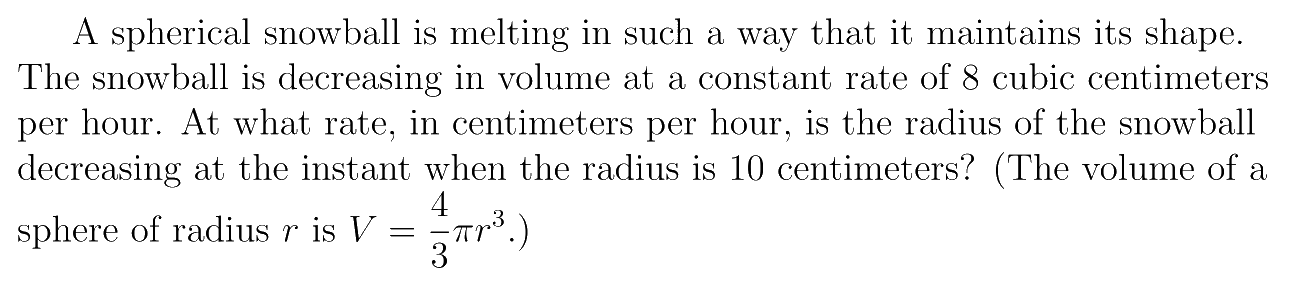 A spherical snowball is melting in such a way that it maintains its shape.
The snowball is decreasing in volume at a constant rate of 8 cubic centimeters
per hour. At what rate, in centimeters per hour, is the radius of the snowball
decreasing at the instant when the radius is 10 centimeters? (The volume of a
sphere of radius r is V = \frac{4}{3}πr³.)